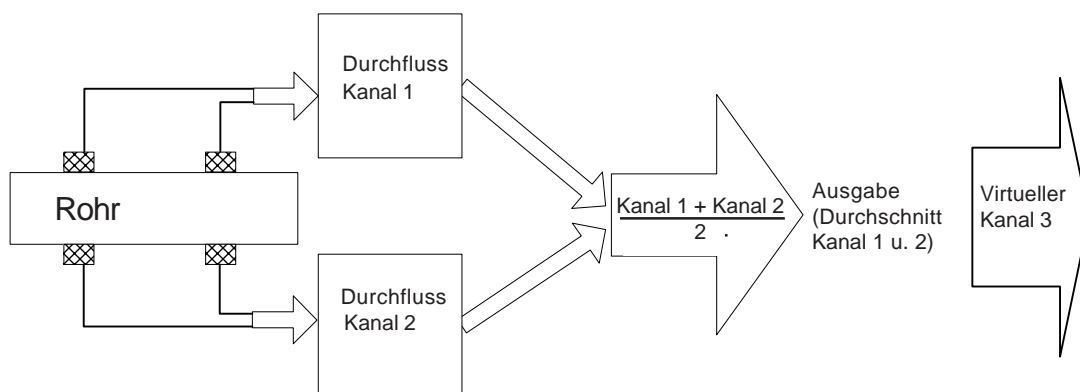 Rohr
Durchfluss
Kanal 1
Durchfluss
Kanal 2
Kanal 1 + Kanal 2
2 .
Ausgabe
(Durchschnitt
Kanal 1 u. 2)
Virtueller
Kanal 3